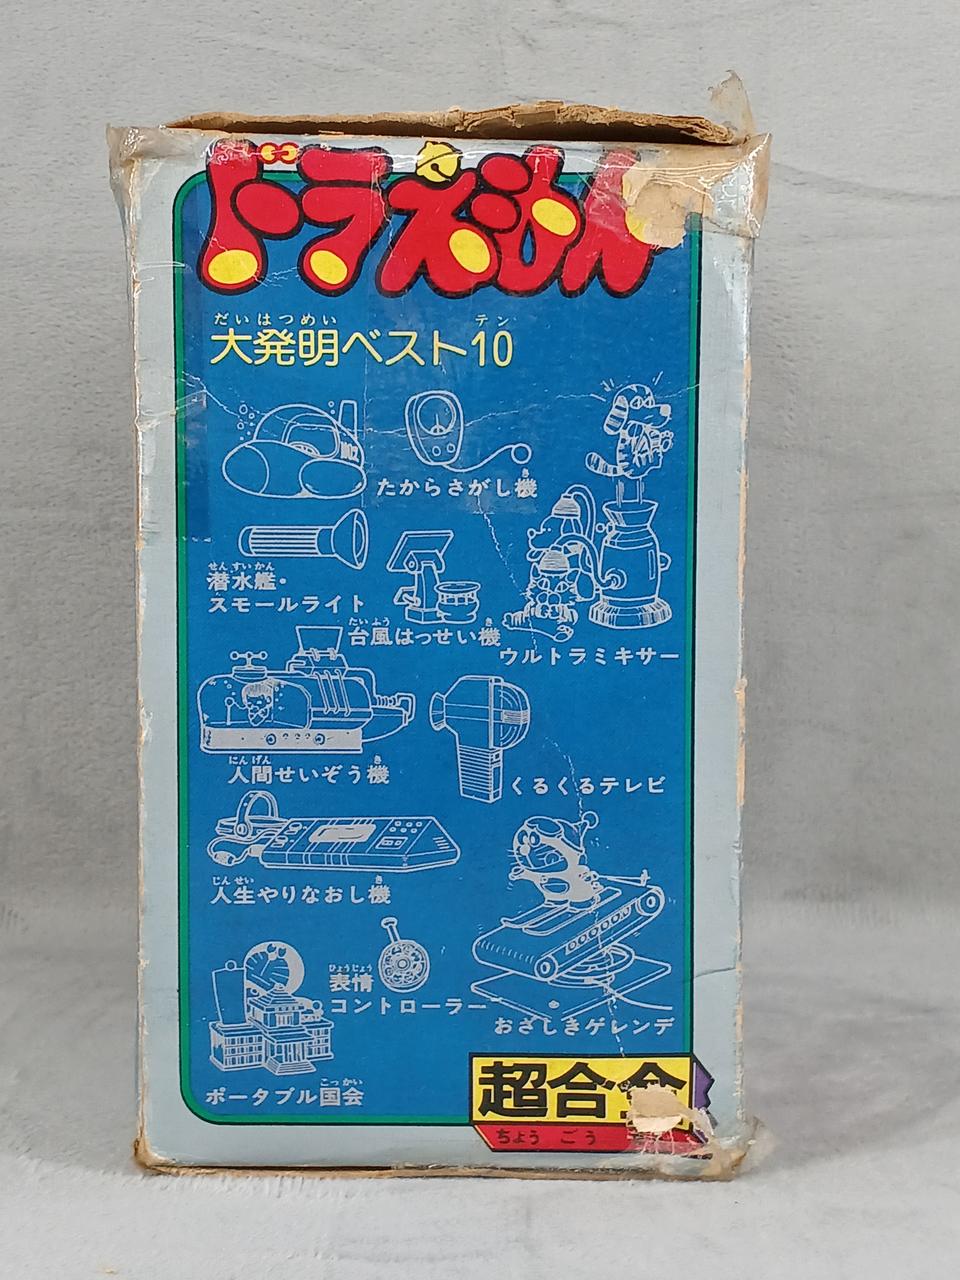 ドラえもん
だいはつめい テン
大発明ベスト10
102
き
たからさがし機
せんすいかん
潜水艦・
スモールライト
たいふう き
台風はっせい機
ウルトラミキサー
にんげん き
人間せいぞう機
くるくるテレビ
じんせい き
人生やりなおし機
ひょうじょう
表情
コントローラー
おざしきゲレンデ
こっかい
ポータブル国会
超合金
ちょう ごう